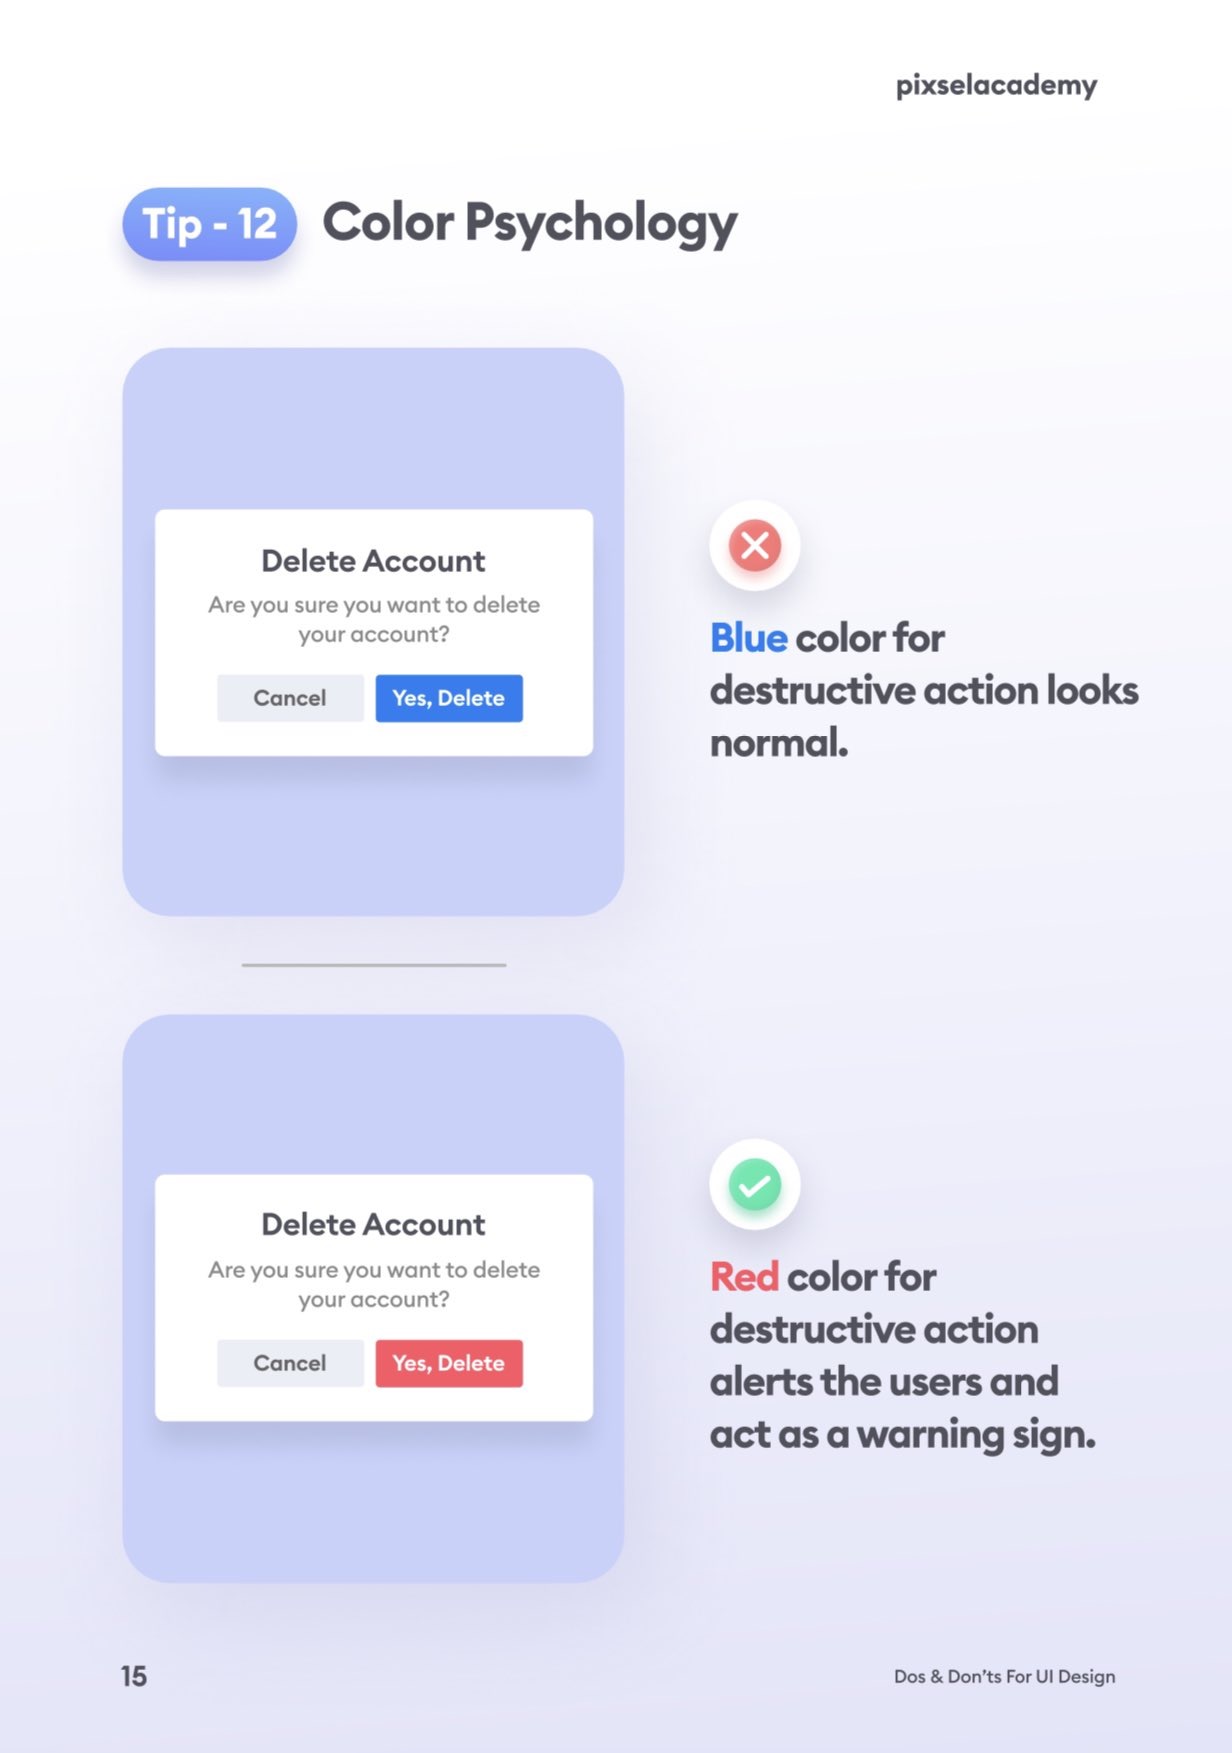 pixselacademy
Tip - 12 Color Psychology
Delete Account
Are you sure you want to delete
your account?
Cancel Yes, Delete
Blue color for
destructive action looks
normal.
Delete Account
Are you sure you want to delete
your account?
Cancel Yes, Delete
Red color for
destructive action
alerts the users and
act as a warning sign.
15 Dos & Don’ts For UI Design